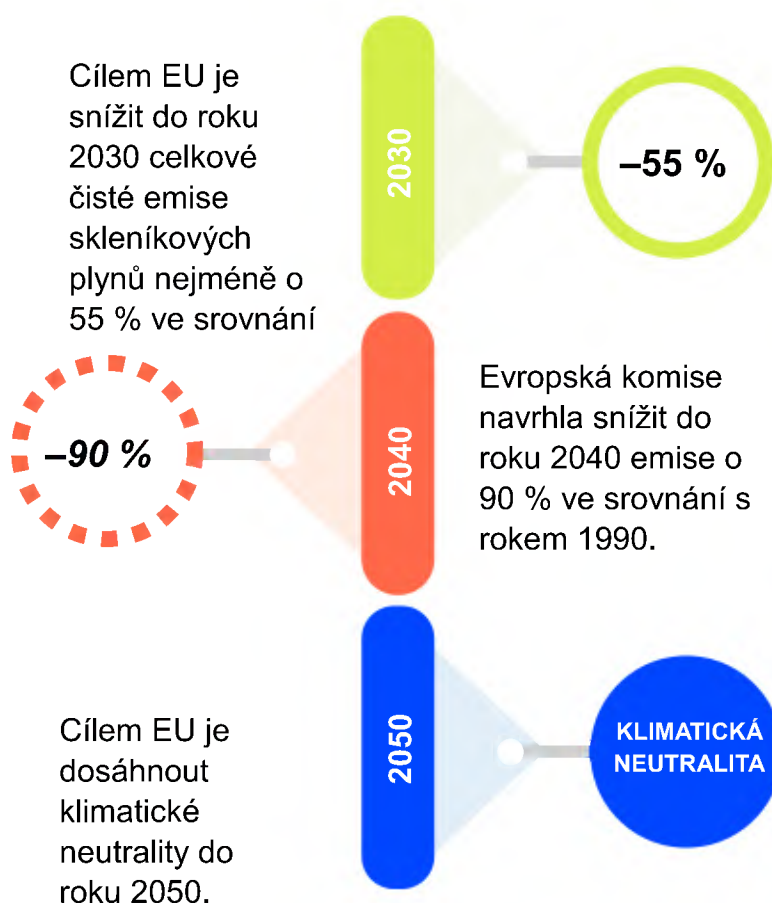 Cílem EU je
snížit do roku
2030 celkové
čisté emise
skleníkových
plynů nejméně o
55 % ve srovnání
2030
–55 %
–90 %
2040
Evropská komise
navrhla snížit do
roku 2040 emise o
90 % ve srovnání s
rokem 1990.
Cílem EU je
dosáhnout
klimatické
neutrality do
roku 2050.
2050
KLIMATICKÁ
NEUTRALITA